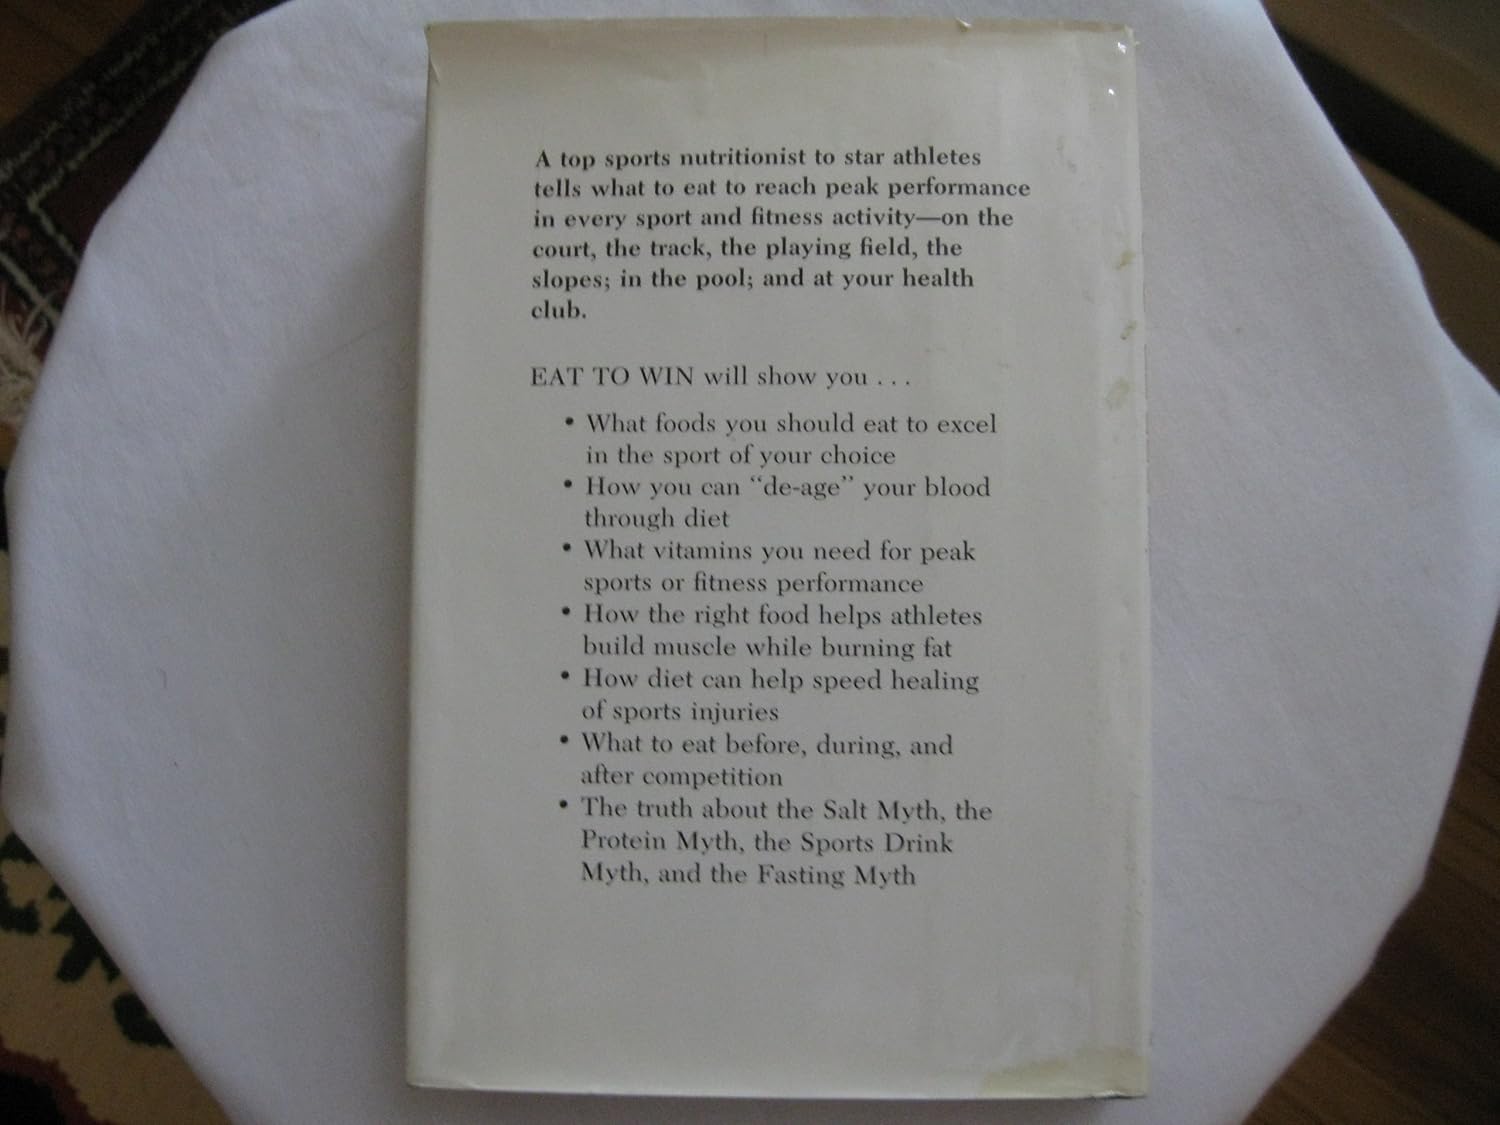 A top sports nutritionist to star athletes
tells what to eat to reach peak performance
in every sport and fitness activity—on the
court, the track, the playing field, the
slopes; in the pool; and at your health
club.
EAT TO WIN will show you . . .
• What foods you should eat to excel
in the sport of your choice
• How you can “de-age” your blood
through diet
• What vitamins you need for peak
sports or fitness performance
• How the right food helps athletes
build muscle while burning fat
• How diet can help speed healing
of sports injuries
• What to eat before, during, and
after competition
• The truth about the Salt Myth, the
Protein Myth, the Sports Drink
Myth, and the Fasting Myth